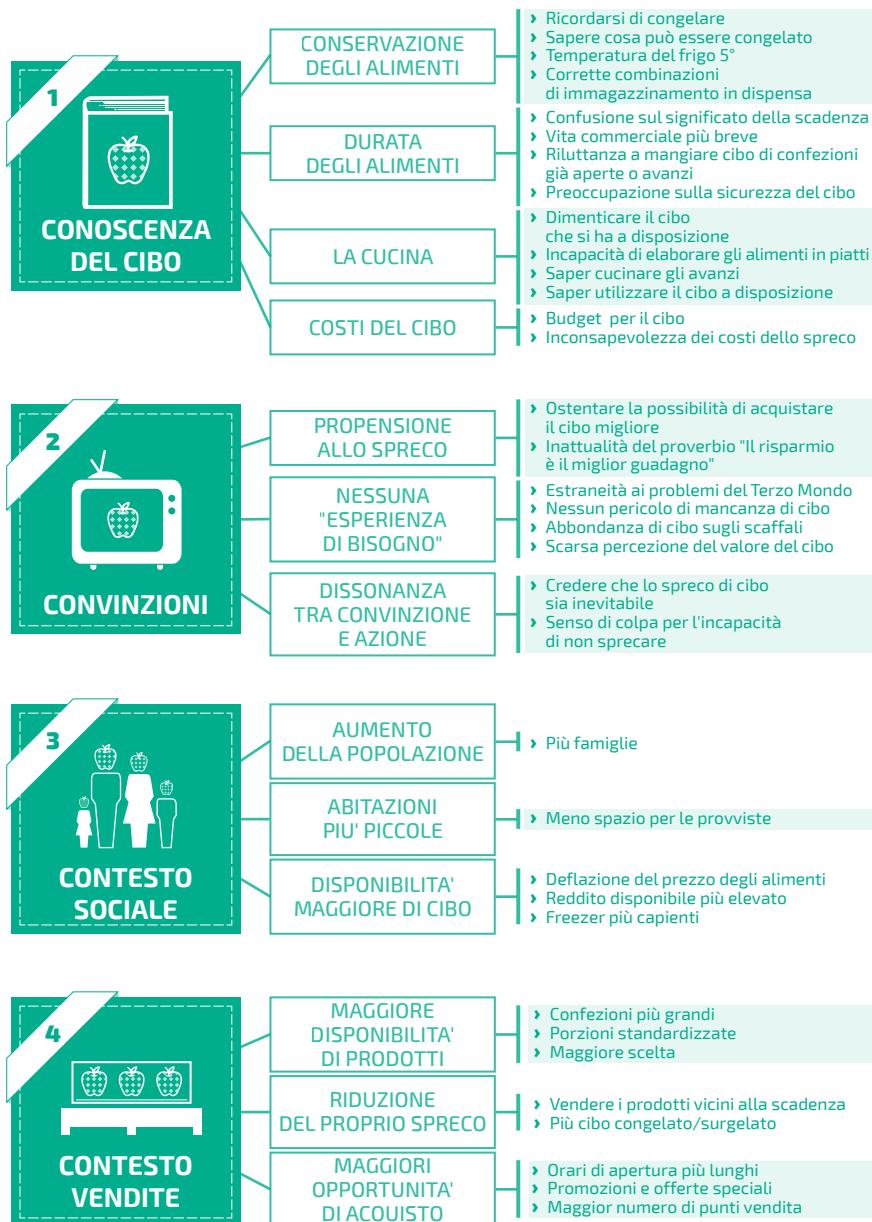 1
CONOSCENZA
DEL CIBO
CONSERVAZIONE
DEGLI ALIMENTI
› Ricordarsi di congelare
› Sapere cosa può essere congelato
› Temperatura del frigo 5°
› Corrette combinazioni
di immagazzinamento in dispensa
DURATA
DEGLI ALIMENTI
› Confusione sul significato della scadenza
› Vita commerciale più breve
› Riluttanza a mangiare cibo di confezioni
già aperte o avanzi
› Preoccupazione sulla sicurezza del cibo
LA CUCINA
› Dimenticare il cibo
che si ha a disposizione
› Incapacità di elaborare gli alimenti in piatti
› Saper cucinare gli avanzi
› Saper utilizzare il cibo a disposizione
COSTI DEL CIBO
› Budget per il cibo
› Inconsapevolezza dei costi dello spreco
2
CONVINZIONI
PROPENSIONE
ALLO SPRECO
› Ostentare la possibilità di acquistare
il cibo migliore
› Inattualità del proverbio "Il risparmio
è il miglior guadagno"
NESSUNA
"ESPERIENZA
DI BISOGNO"
› Estraneità ai problemi del Terzo Mondo
› Nessun pericolo di mancanza di cibo
› Abbondanza di cibo sugli scaffali
› Scarsa percezione del valore del cibo
DISSONANZA
TRA CONVINZIONE
E AZIONE
› Credere che lo spreco di cibo
sia inevitabile
› Senso di colpa per l'incapacità
di non sprecare
3
CONTESTO
SOCIALE
AUMENTO
DELLA POPOLAZIONE
› Più famiglie
ABITAZIONI
PIU' PICCOLE
› Meno spazio per le provviste
DISPONIBILITA'
MAGGIORE DI CIBO
› Deflazione del prezzo degli alimenti
› Reddito disponibile più elevato
› Freezer più capienti
4
CONTESTO
VENDITE
MAGGIORE
DISPONIBILITA'
DI PRODOTTI
› Confezioni più grandi
› Porzioni standardizzate
› Maggiore scelta
RIDUZIONE
DEL PROPRIO SPRECO
› Vendere i prodotti vicini alla scadenza
› Più cibo congelato/surgelato
MAGGIORI
OPPORTUNITA'
DI ACQUISTO
› Orari di apertura più lunghi
› Promozioni e offerte speciali
› Maggior numero di punti vendita